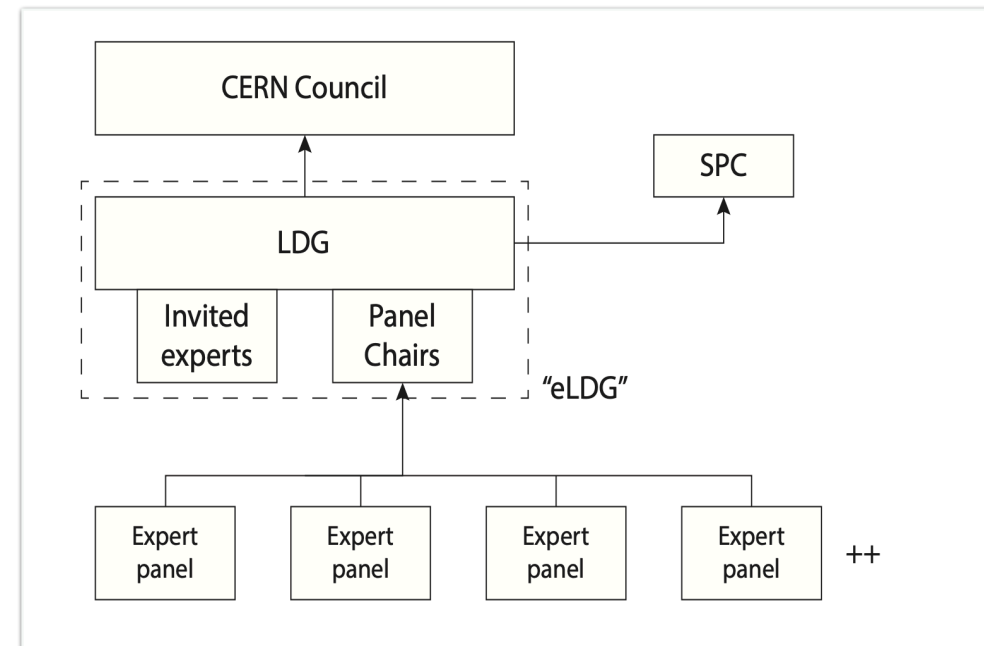 CERN Council
SPC
LDG
Invited
experts
Panel
Chairs
“eLDG”
Expert
panel
Expert
panel
Expert
panel
Expert
panel
++